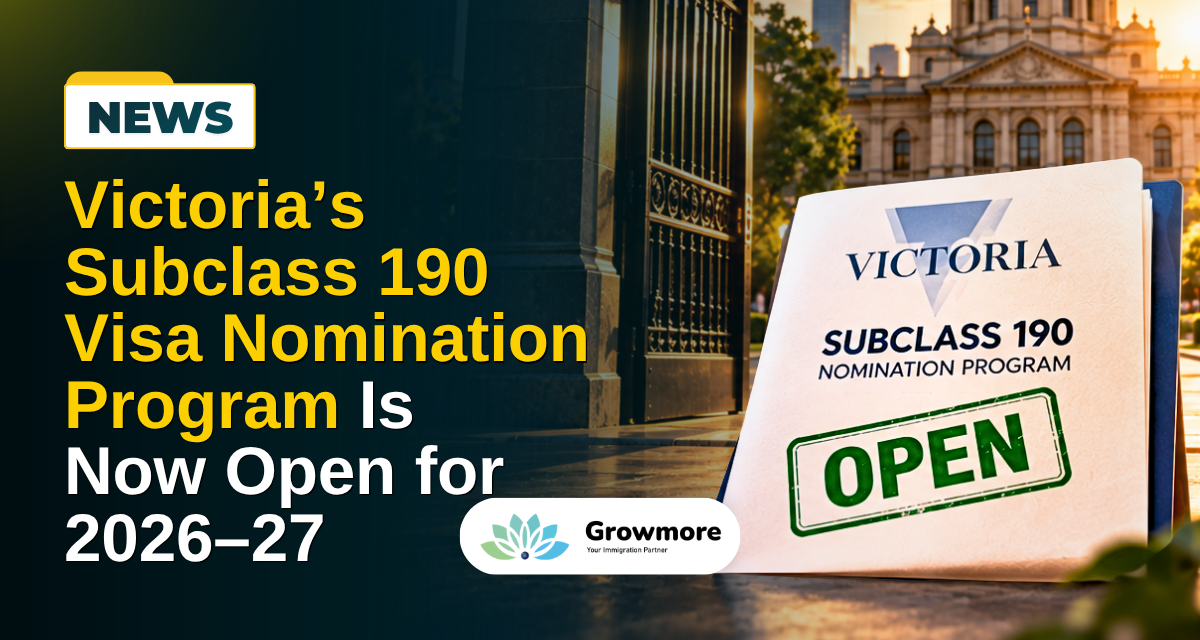 NEWS
Victoria’s
Subclass 190
Visa Nomination
Program Is
Now Open for
2026–27
Growmore
Your Immigration Partner
VICTORIA
SUBCLASS 190
NOMINATION PROGRAM
OPEN